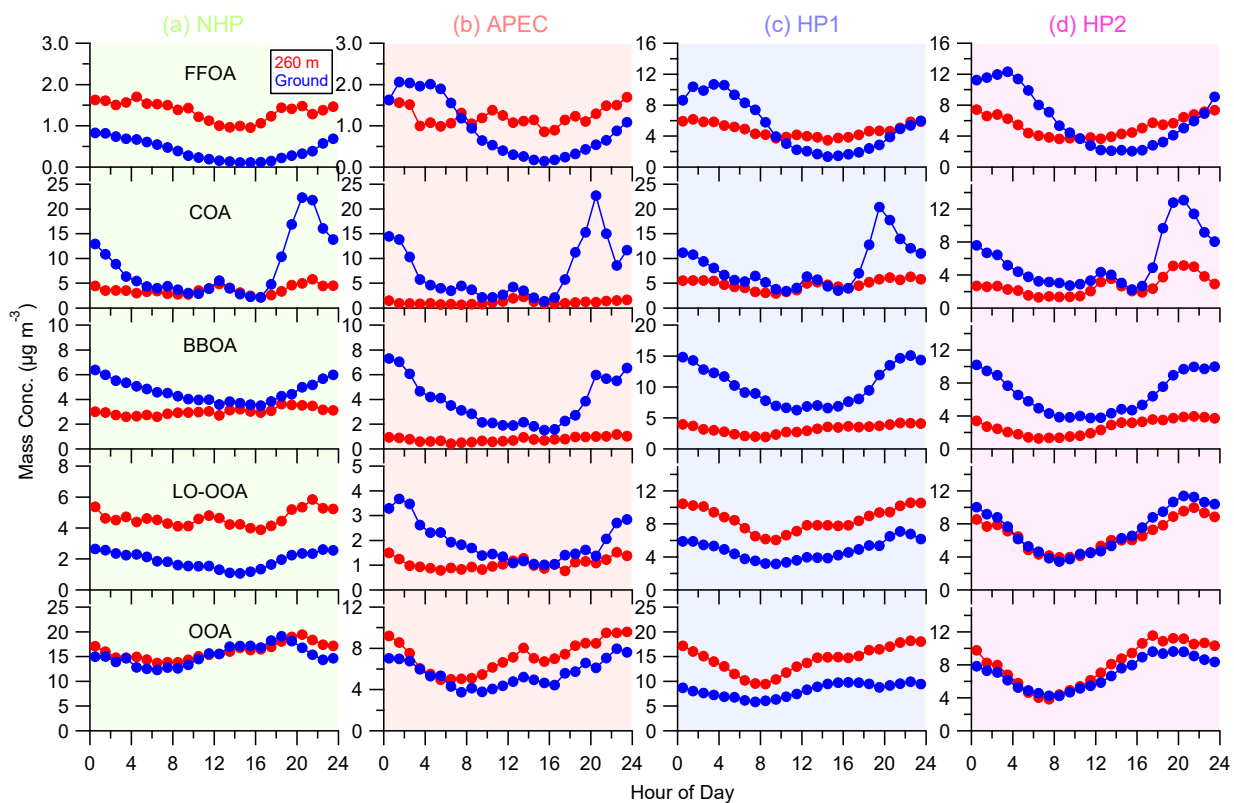 (a) NHP (b) APEC (c) HP1 (d) HP2
3.0 3.0 16 16
FFOA 260 m
Ground
2.0 2.0 12 12
8 8
1.0 1.0 4 4
0.0 0.0 0 0
25 25 25
COA
20 20 20 12
15 15 15 8
10 10 10
5 5 5 4
0 0 0 0
10 10 20
BBOA
8 8 15 12
6 6 10 8
4 4
2 2 5 4
0 0 0 0
8 5
LO-OOA
6 4 12 12
4 3 8 8
2 2 4 4
1
0 0 0 0
25 12 25
OOA
20 20 12
15 8 15 8
10 4 10 4
5 5
0 0 0 0
0 4 8 12 16 20 24 0 4 8 12 16 20 24 0 4 8 12 16 20 24 0 4 8 12 16 20 24
Hour of Day
Mass Conc. (µg m-3)